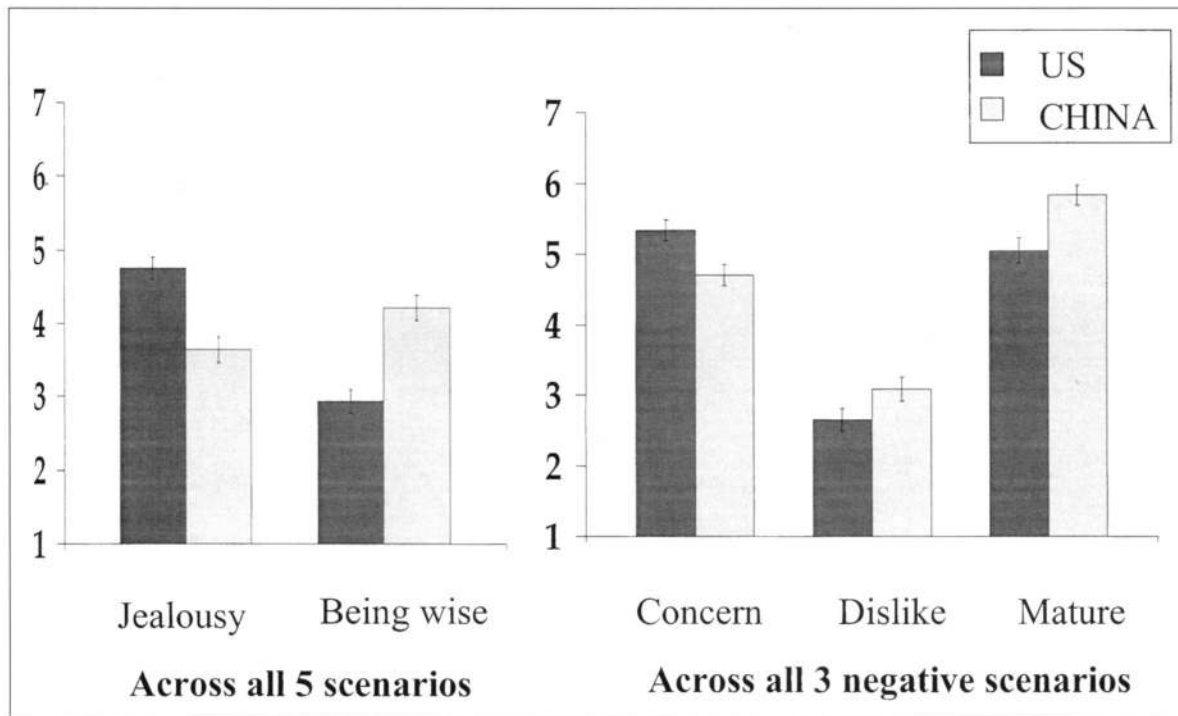 US
CHINA
7
6
5
4
3
2
1
Jealousy Being wise
Across all 5 scenarios
7
6
5
4
3
2
1
Concern Dislike Mature
Across all 3 negative scenarios